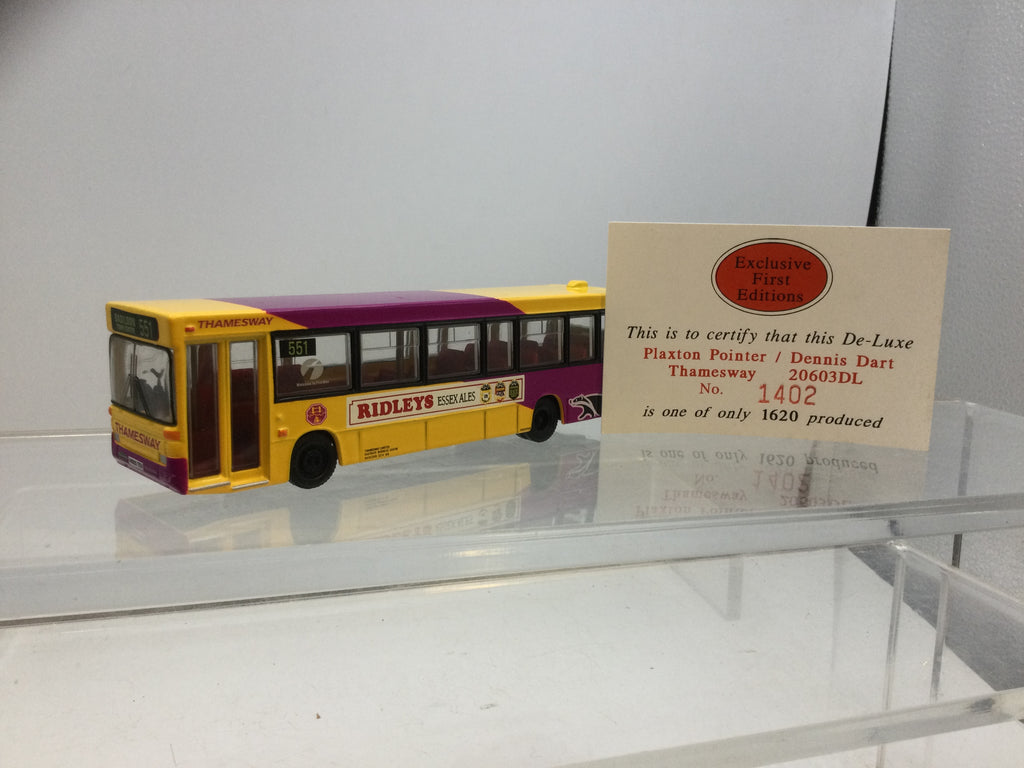 551
THAMESWAY
551
THAMESWAY
RIDLEYS ESSEX ALES
Exclusive
First
Editions
This is to certify that this De-Luxe
Plaxton Pointer / Dennis Dart
Thamesway 20603DL
No. 1402
is one of only 1620 produced